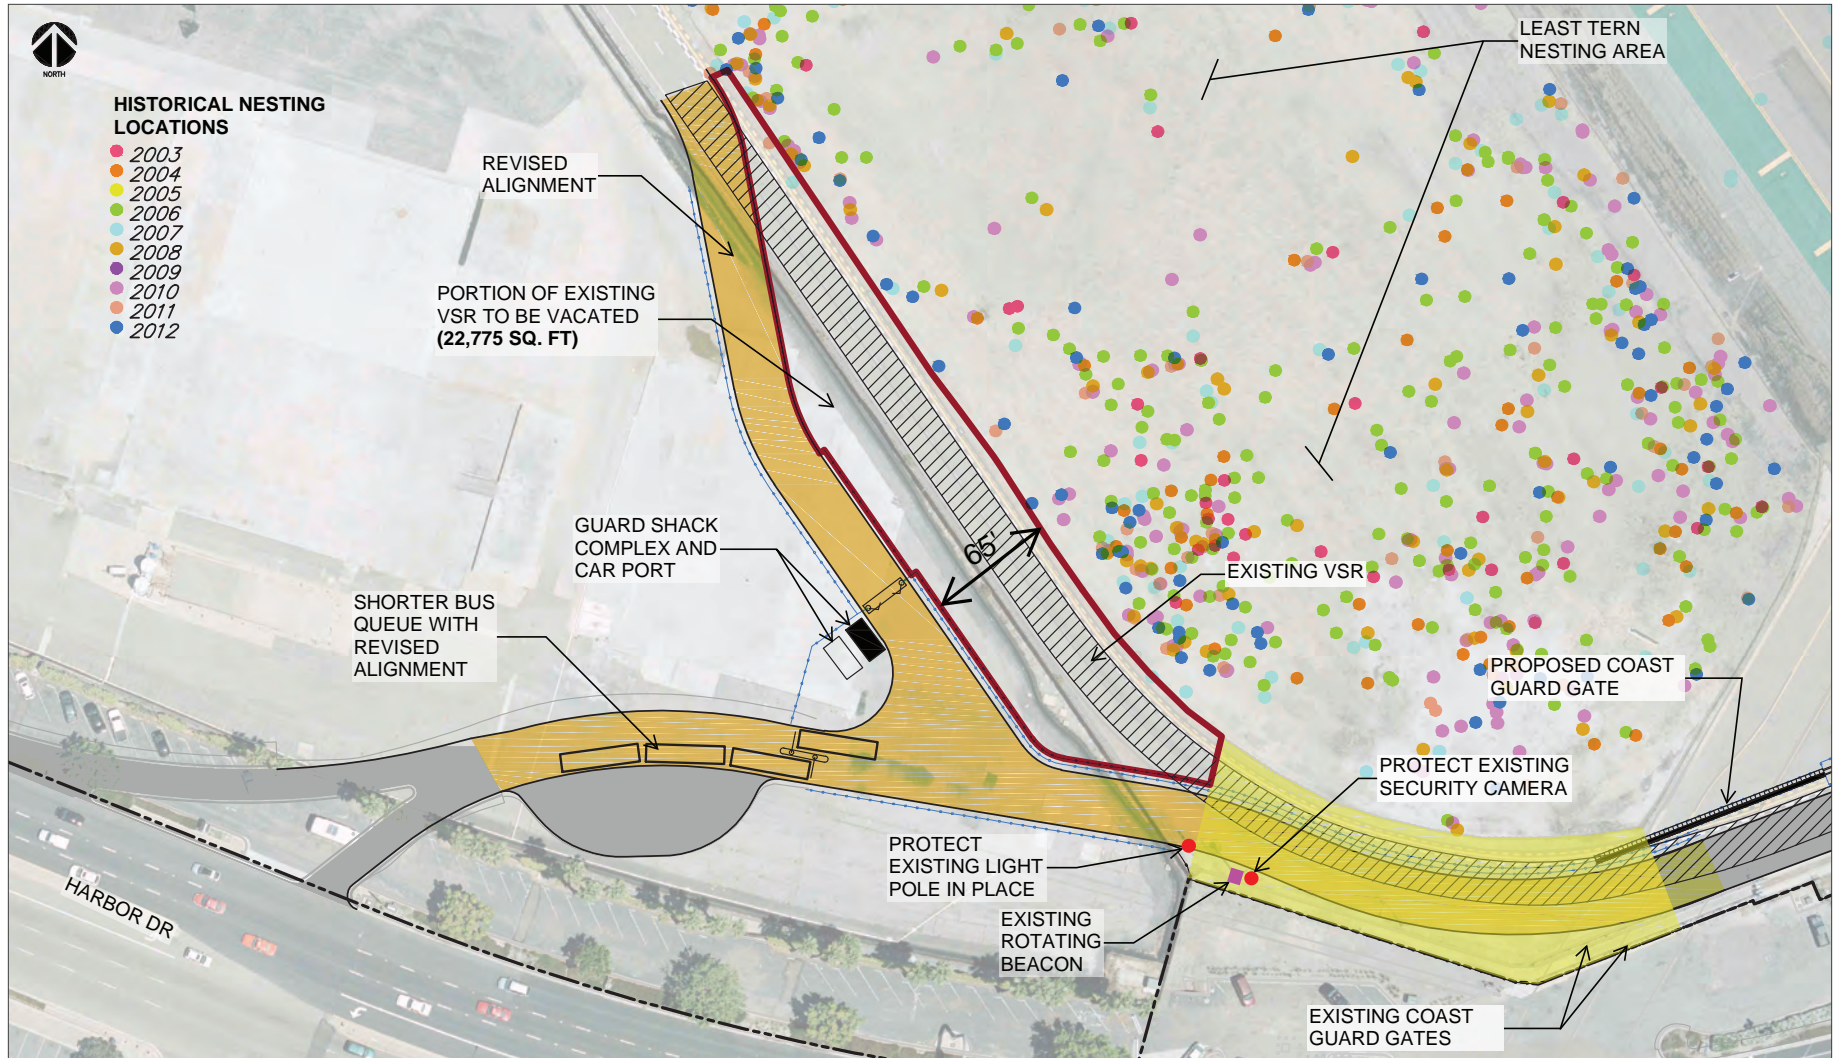 NORTH
HISTORICAL NESTING
LOCATIONS
2003
2004
2005
2006
2007
2008
2009
2010
2011
2012
LEAST TERN
NESTING AREA
REVISED
ALIGNMENT
PORTION OF EXISTING
VSR TO BE VACATED
(22,775 SQ. FT)
GUARD SHACK
COMPLEX AND
CAR PORT
65'
EXISTING VSR
SHORTER BUS
QUEUE WITH
REVISED
ALIGNMENT
PROPOSED COAST
GUARD GATE
PROTECT EXISTING
SECURITY CAMERA
PROTECT
EXISTING LIGHT
POLE IN PLACE
HARBOR DR
EXISTING
ROTATING
BEACON
EXISTING COAST
GUARD GATES